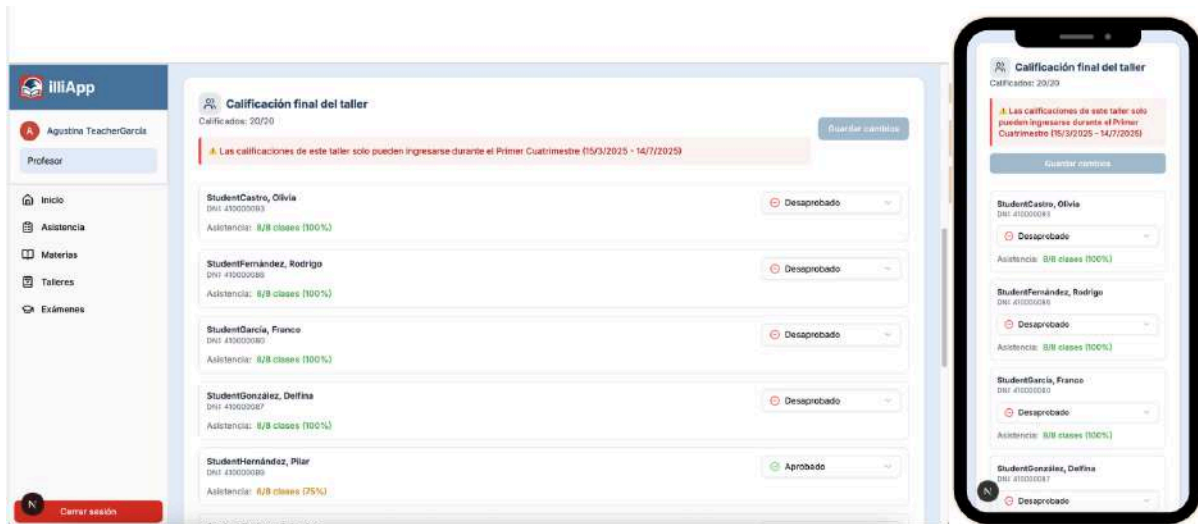 illiApp
A Agustina TeacherGarcía
Profesor
Inicio
Asistencia
Materias
Talleres
Exámenes
N
Cerrar sesión
Calificación final del taller
Calificados: 20/20
Guardar cambios
Las calificaciones de este taller solo pueden ingresarse durante el Primer Cuatrimestre (15/3/2025 - 14/7/2025)
StudentCastro, Olivia
Desaprobado
DNI: 410000083
Asistencia: 8/8 clases (100%)
StudentFernández, Rodrigo
Desaprobado
DNI: 410000086
Asistencia: 8/8 clases (100%)
StudentGarcía, Franco
Desaprobado
DNI: 410000080
Asistencia: 8/8 clases (100%)
StudentGonzález, Delfina
Desaprobado
DNI: 410000087
Asistencia: 8/8 clases (100%)
StudentHernández, Pilar
Aprobado
DNI:
Asistencia: 6/8 clases (75%)
Calificación final del taller
Calificados: 20/20
Las calificaciones de este taller solo
pueden ingresarse durante el Primer
Cuatrimestre (15/3/2025 - 14/7/2025)
Guardar cambios
StudentCastro, Olivia
DNI: 410000083
Desaprobado
Asistencia: 8/8 clases (100%)
StudentFernández, Rodrigo
DNI: 410000086
Desaprobado
Asistencia: 8/8 clases (100%)
StudentGarcía, Franco
DNI: 410000080
Desaprobado
Asistencia: 8/8 clases (100%)
StudentGonzález, Delfina
DNI: 410000087
N
Desaprobado